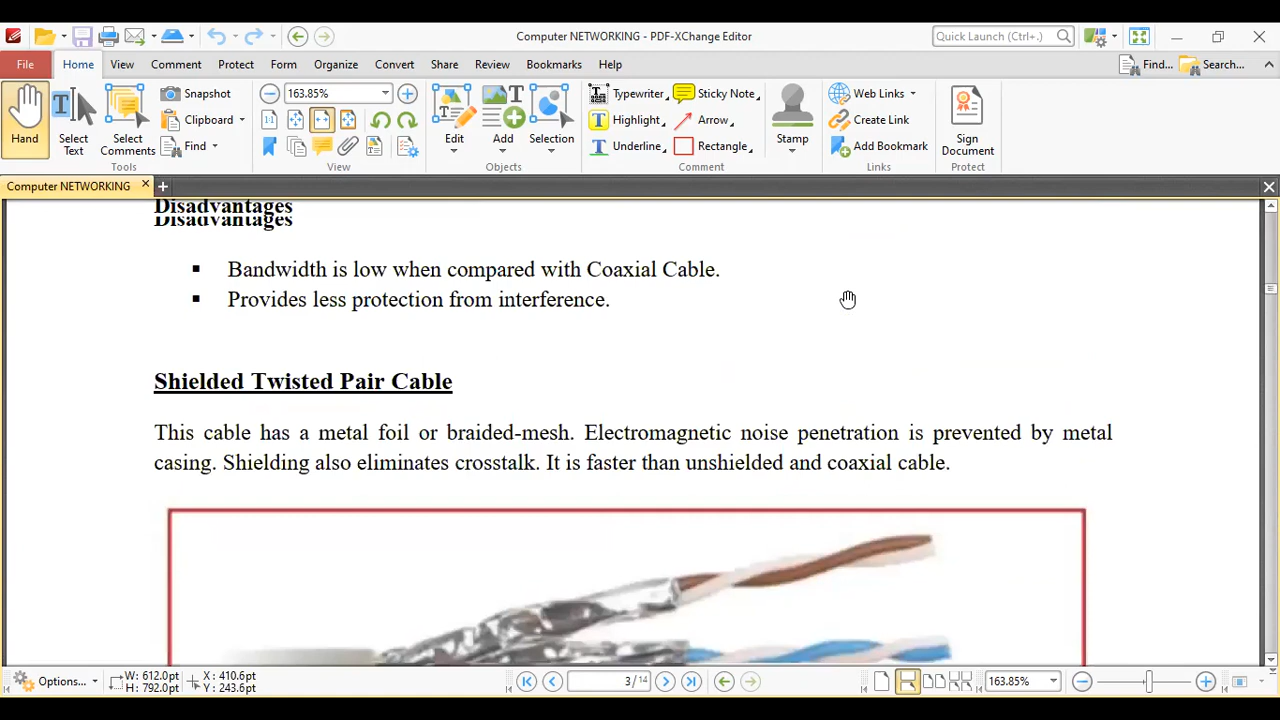 Computer NETWORKING - PDF-XChange Editor
Quick Launch (Ctrl+.)
File Home View Comment Protect Form Organize Convert Share Review Bookmarks Help
Find... Search...
Hand
Select Text
Select Comments
Snapshot
Clipboard
Find
Tools
163.85%
1:1
View
Edit
Add
Selection
Objects
Typewriter
Highlight
Underline
Sticky Note
Arrow
Rectangle
Comment
Stamp
Web Links
Create Link
Add Bookmark
Links
Sign Document
Protect
Computer NETWORKING
Disadvantages
Disadvantages
▪ Bandwidth is low when compared with Coaxial Cable.
▪ Provides less protection from interference.
Shielded Twisted Pair Cable
This cable has a metal foil or braided-mesh. Electromagnetic noise penetration is prevented by metal
casing. Shielding also eliminates crosstalk. It is faster than unshielded and coaxial cable.
Options...
W: 612.0pt
H: 792.0pt
X: 410.6pt
Y: 243.6pt
3 / 14
163.85%